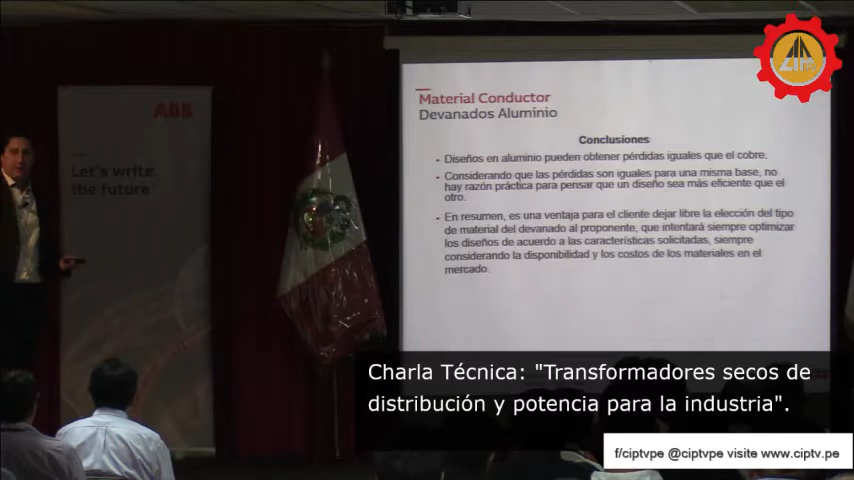 ABB
Let's write
the future
CIP
Material Conductor
Devanados Aluminio
Conclusiones
- Diseños en aluminio pueden obtener pérdidas iguales que el cobre.
- Considerando que las pérdidas son iguales para una misma base, no
hay razón práctica para pensar que un diseño sea más eficiente que el
otro.
- En resumen, es una ventaja para el cliente dejar libre la elección del tipo
de material del devanado al proponente, que intentará siempre optimizar
los diseños de acuerdo a las características solicitadas, siempre
considerando la disponibilidad y los costos de los materiales en el
mercado.
Charla Técnica: "Transformadores secos de
distribución y potencia para la industria".
f/ciptvpe @ciptvpe visite www.ciptv.pe